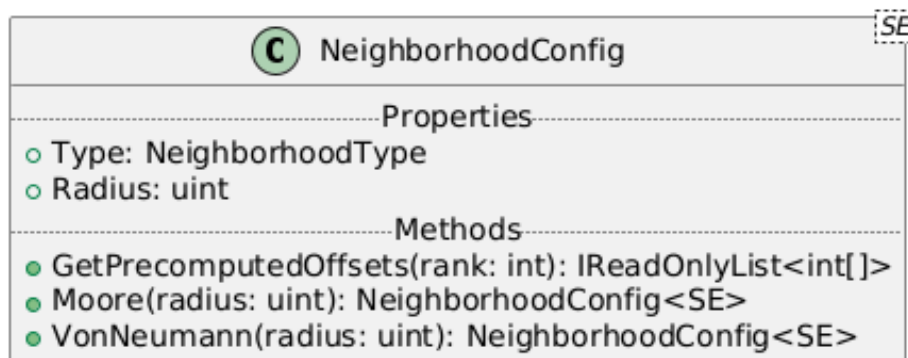 SE
C NeighborhoodConfig
Properties
Type: NeighborhoodType
Radius: uint
Methods
GetPrecomputedOffsets(rank: int): IReadOnlyList<int[]>
Moore(radius: uint): NeighborhoodConfig<SE>
VonNeumann(radius: uint): NeighborhoodConfig<SE>